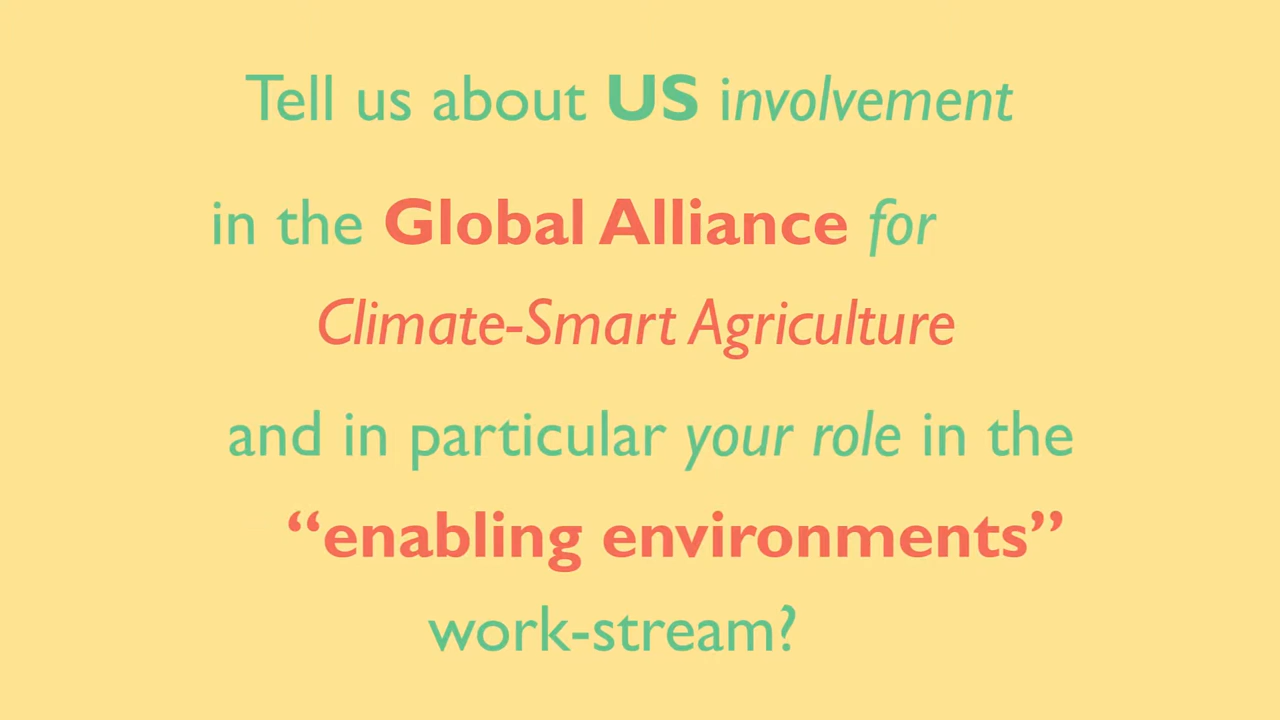 Tell us about US involvement
in the Global Alliance for
Climate-Smart Agriculture
and in particular your role in the
“enabling environments”
work-stream?